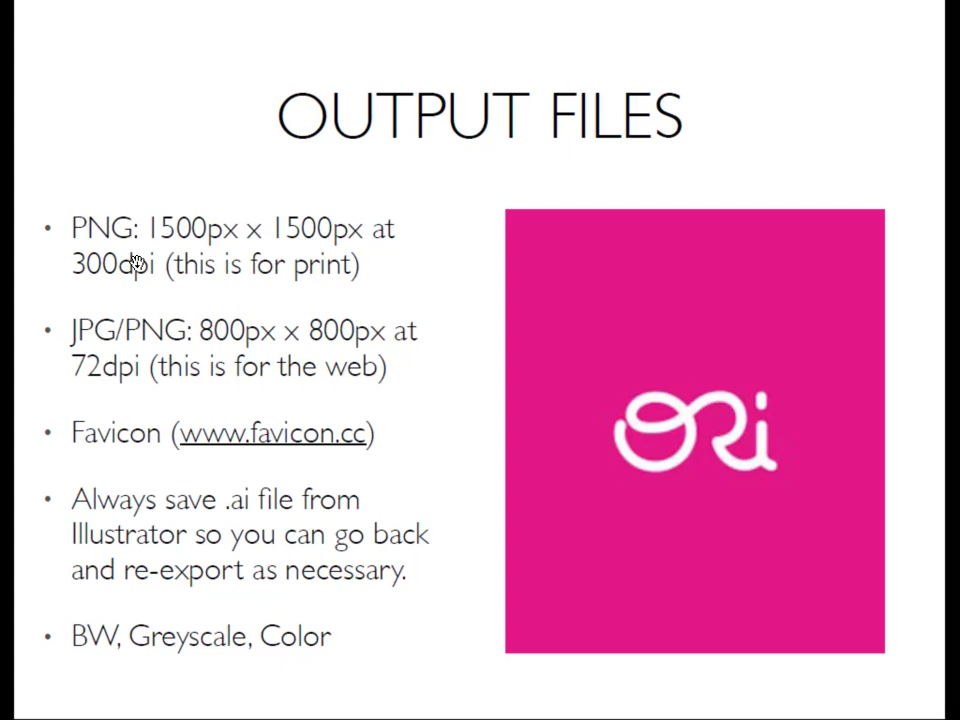 OUTPUT FILES
• PNG: 1500px x 1500px at
300dpi (this is for print)
• JPG/PNG: 800px x 800px at
72dpi (this is for the web)
• Favicon (www.favicon.cc)
• Always save .ai file from
Illustrator so you can go back
and re-export as necessary.
• BW, Greyscale, Color
ORi